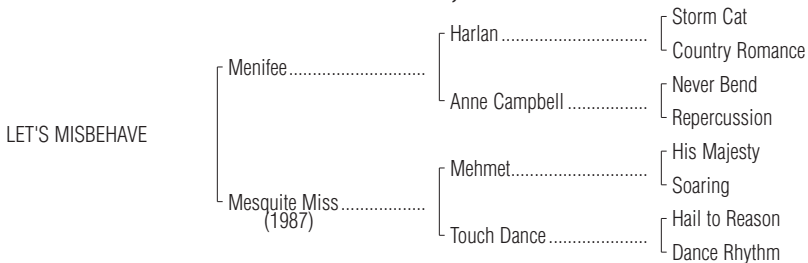 Storm Cat
Harlan..............................
Country Romance
Menifee.............................
Never Bend
Anne Campbell .................
Repercussion
LET'S MISBEHAVE
His Majesty
Mehmet.............................
Soaring
Mesquite Miss..................
(1987)
Hail to Reason
Touch Dance.....................
Dance Rhythm